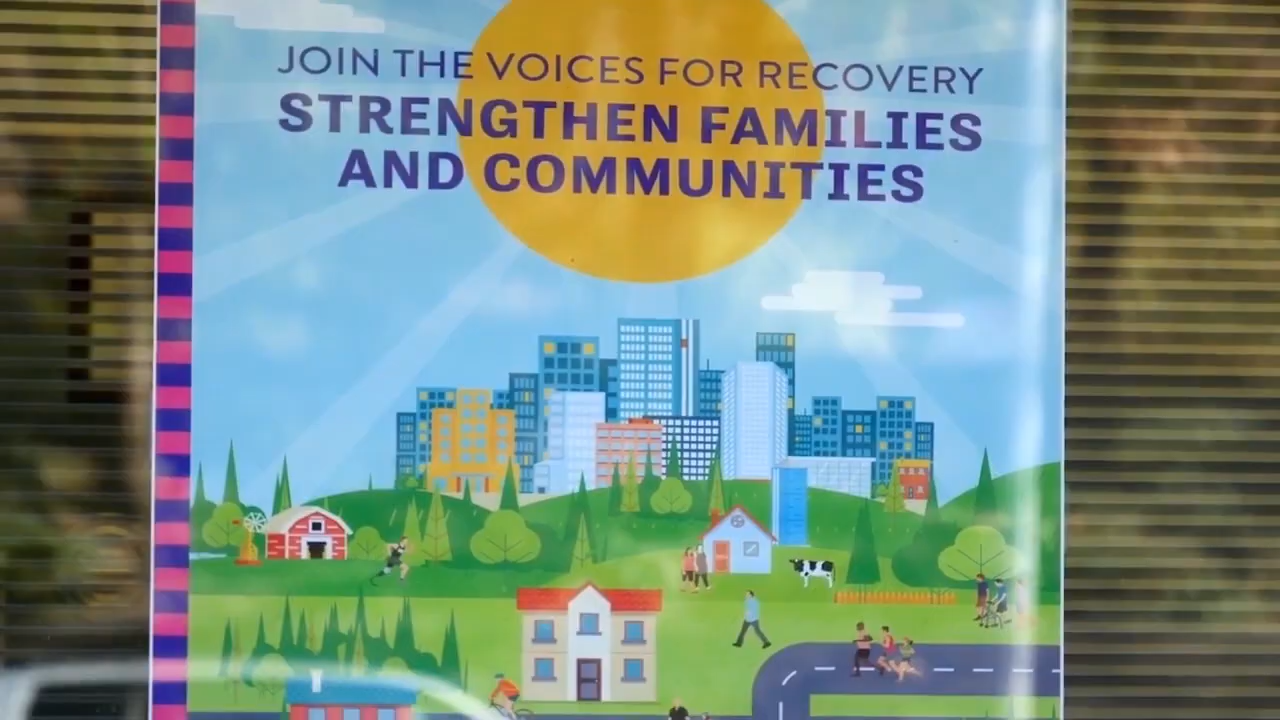 JOIN THE VOICES FOR RECOVERY
STRENGTHEN FAMILIES
AND COMMUNITIES